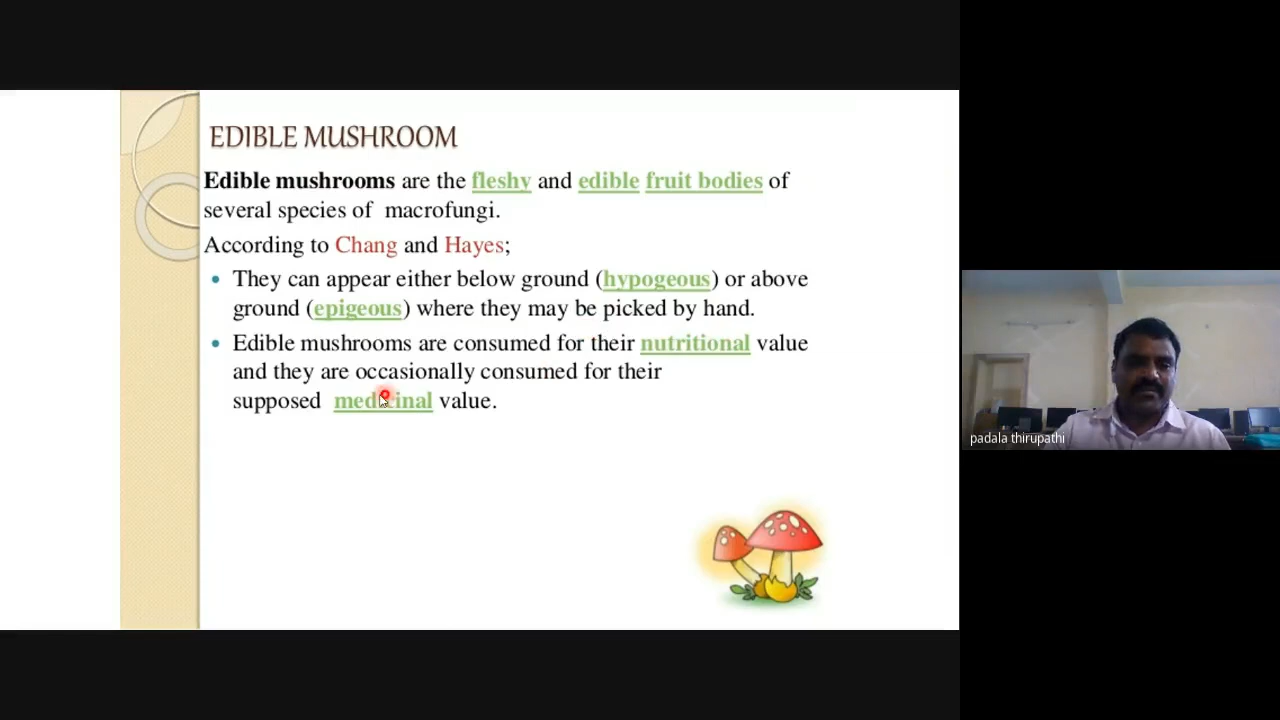 EDIBLE MUSHROOM
Edible mushrooms are the fleshy and edible fruit bodies of
several species of macrofungi.
According to Chang and Hayes;
They can appear either below ground (hypogeous) or above
ground (epigeous) where they may be picked by hand.
Edible mushrooms are consumed for their nutritional value
and they are occasionally consumed for their
supposed medicinal value.
padala thirupathi